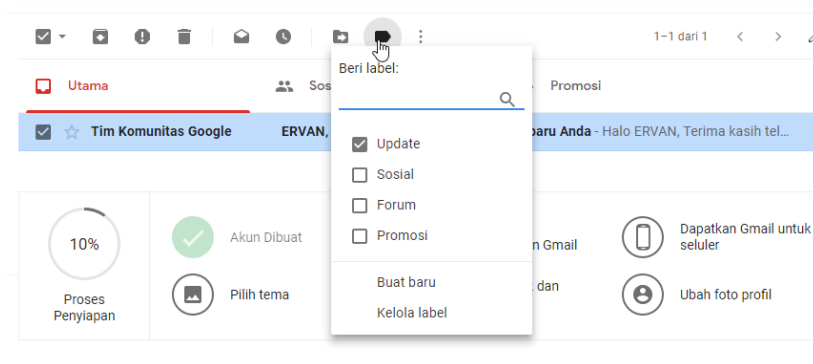 1–1 dari 1
Beri label:
Utama
Sos
Promosi
Tim Komunitas Google
ERVAN,
baru Anda - Halo ERVAN, Terima kasih tel...
Update
Sosial
Forum
Promosi
Buat baru
Kelola label
10%
Proses
Penyiapan
Akun Dibuat
Pilih tema
n Gmail
dan
Dapatkan Gmail untuk
seluler
Ubah foto profil